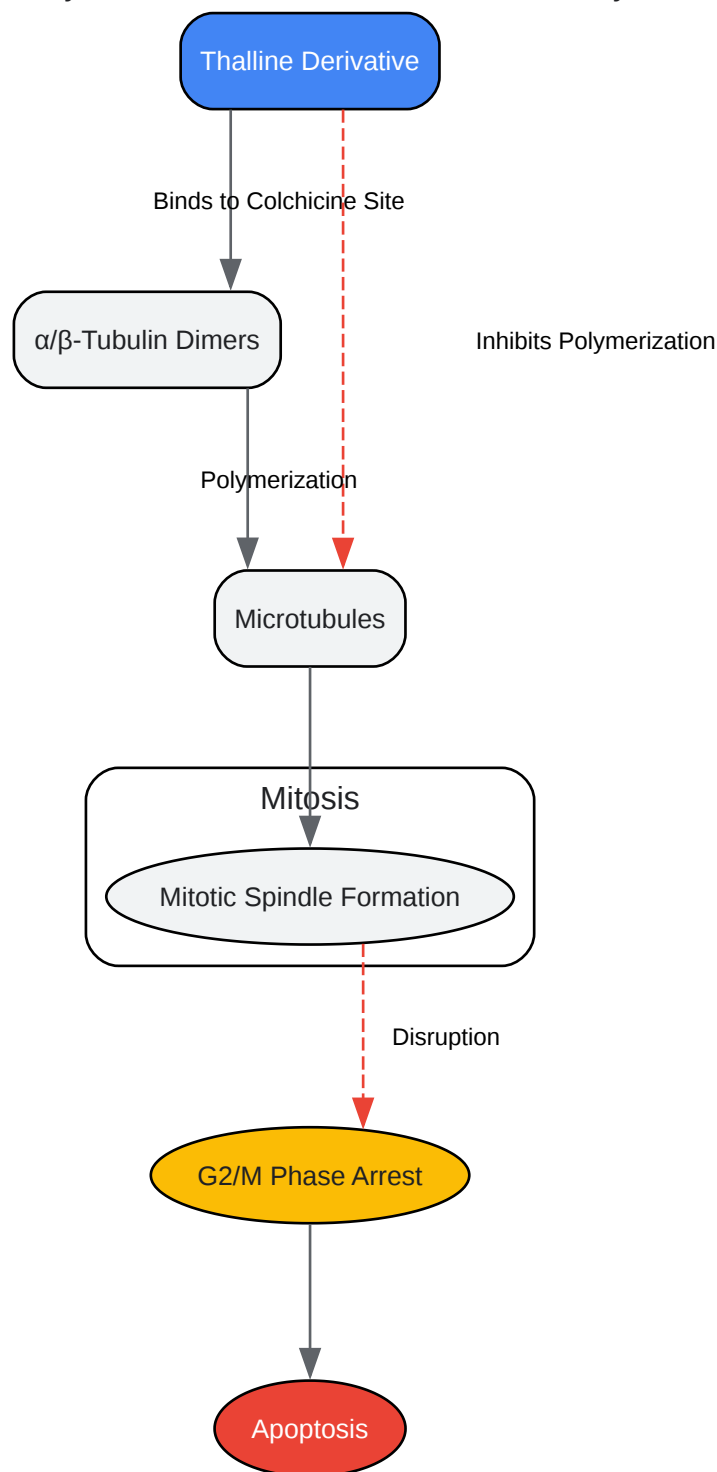 Thalline Derivative
Binds to Colchicine Site
α/β-Tubulin Dimers
Inhibits Polymerization
Polymerization
Microtubules
Mitosis
Mitotic Spindle Formation
Disruption
G2/M Phase Arrest
Apoptosis